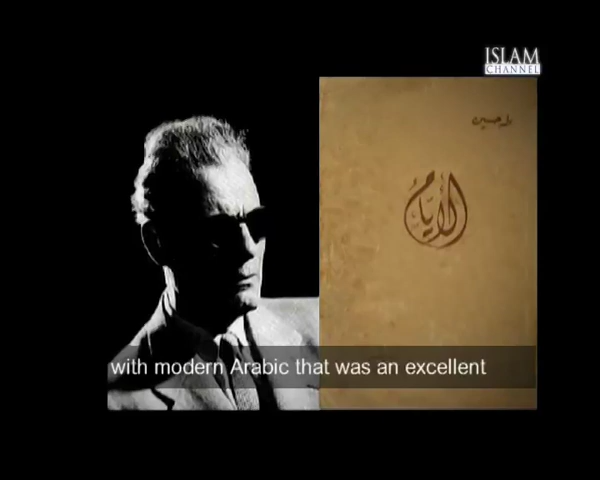 ISLAM
CHANNEL
طه حسين
الأيام
with modern Arabic that was an excellent